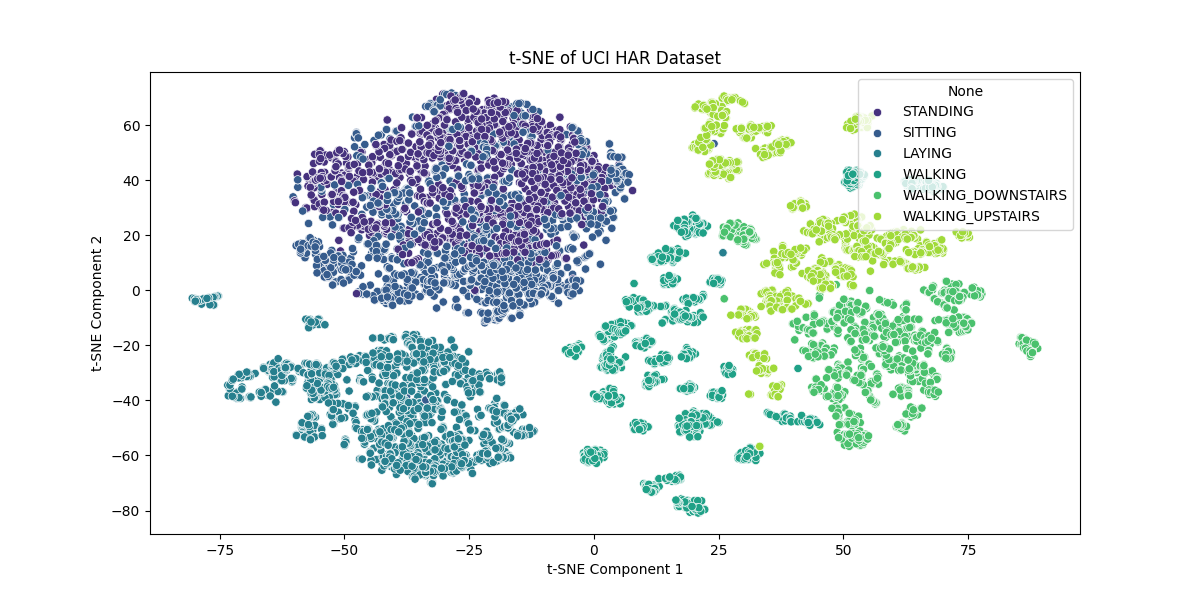 t-SNE of UCI HAR Dataset
None
STANDING
SITTING
LAYING
WALKING
WALKING_DOWNSTAIRS
WALKING_UPSTAIRS
t-SNE Component 2
60
40
20
0
−20
−40
−60
−80
−75
−50
−25
0
25
50
75
t-SNE Component 1